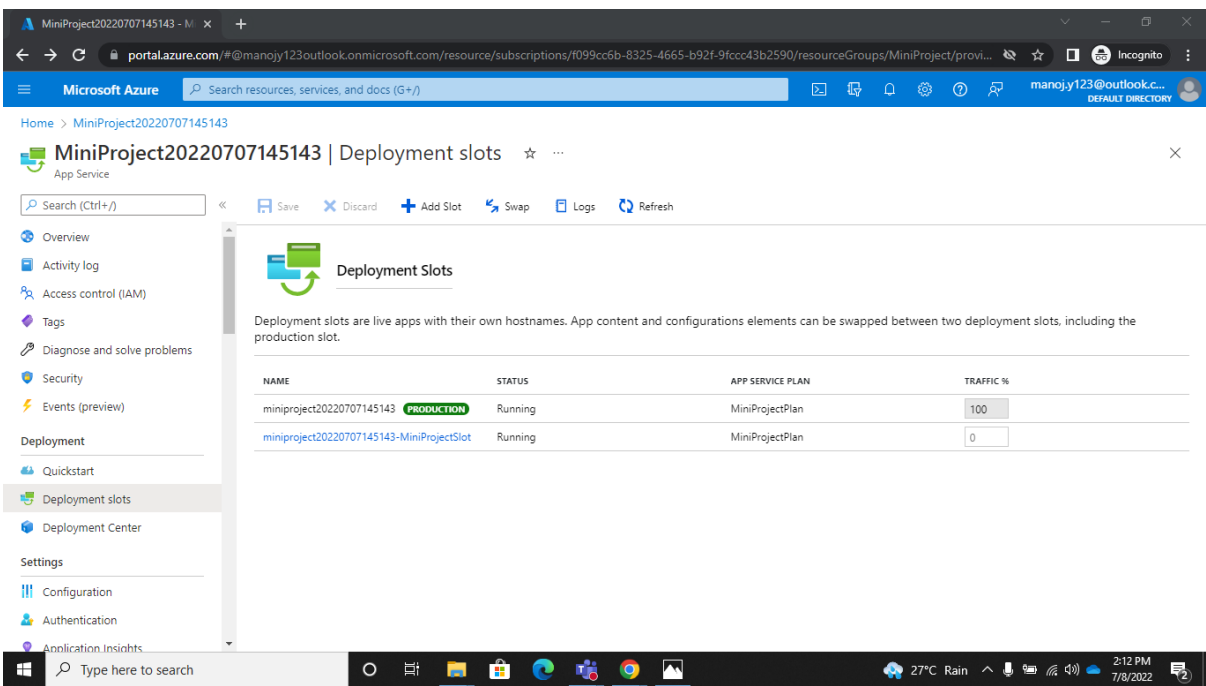 MiniProject20220707145143 - M
portal.azure.com/#@manojy123outlook.onmicrosoft.com/resource/subscriptions/f099cc6b-8325-4665-b92f-9fccc43b2590/resourceGroups/MiniProject/provi...
Incognito
Microsoft Azure
Search resources, services, and docs (G+/)
manoj.y123@outlook.c...
DEFAULT DIRECTORY
Home > MiniProject20220707145143
MiniProject20220707145143 | Deployment slots
App Service
Search (Ctrl+/)
Save Discard Add Slot Swap Logs Refresh
Overview
Activity log
Access control (IAM)
Tags
Diagnose and solve problems
Security
Events (preview)
Deployment
Quickstart
Deployment slots
Deployment Center
Settings
Configuration
Authentication
Application Insights
Deployment Slots
Deployment slots are live apps with their own hostnames. App content and configurations elements can be swapped between two deployment slots, including the
production slot.
NAME STATUS APP SERVICE PLAN TRAFFIC %
miniproject20220707145143 PRODUCTION Running MiniProjectPlan 100
miniproject20220707145143-MiniProjectSlot Running MiniProjectPlan 0
Type here to search
27°C Rain
2:12 PM
7/8/2022
2